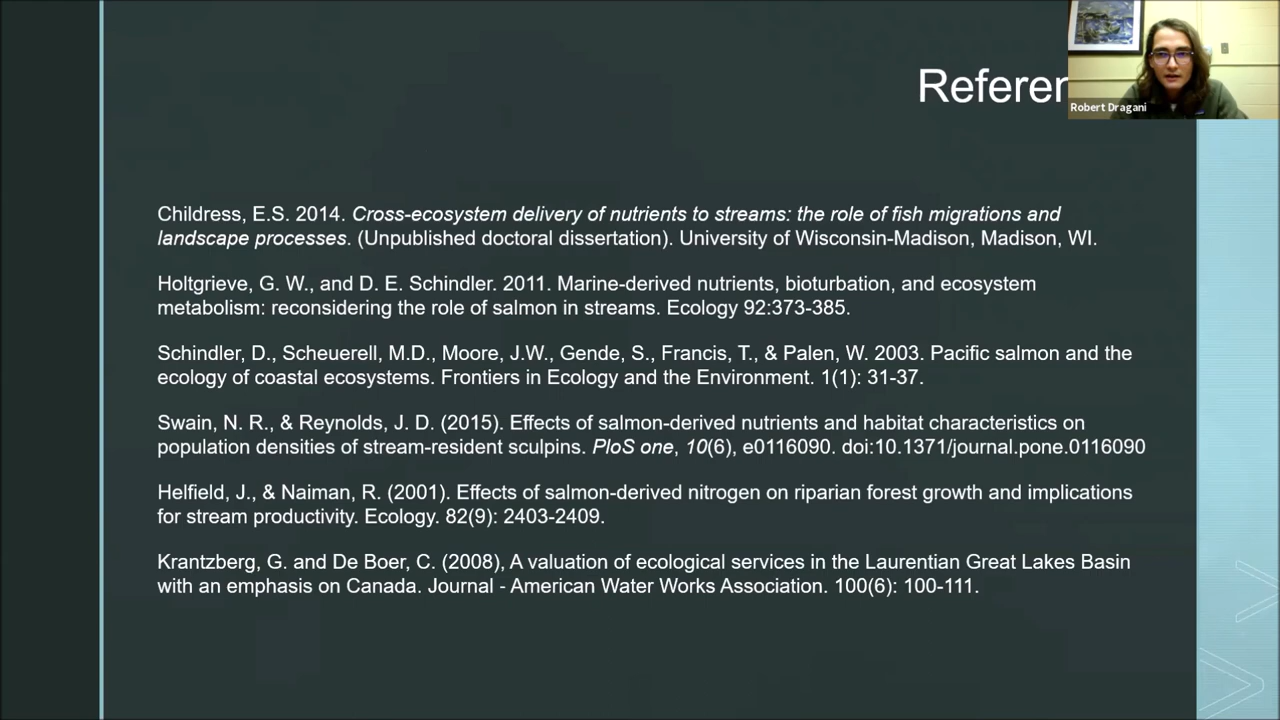 Referen
Robert Dragani
Childress, E.S. 2014. Cross-ecosystem delivery of nutrients to streams: the role of fish migrations and
landscape processes. (Unpublished doctoral dissertation). University of Wisconsin-Madison, Madison, WI.
Holtgrieve, G. W., and D. E. Schindler. 2011. Marine-derived nutrients, bioturbation, and ecosystem
metabolism: reconsidering the role of salmon in streams. Ecology 92:373-385.
Schindler, D., Scheuerell, M.D., Moore, J.W., Gende, S., Francis, T., & Palen, W. 2003. Pacific salmon and the
ecology of coastal ecosystems. Frontiers in Ecology and the Environment. 1(1): 31-37.
Swain, N. R., & Reynolds, J. D. (2015). Effects of salmon-derived nutrients and habitat characteristics on
population densities of stream-resident sculpins. PloS one, 10(6), e0116090. doi:10.1371/journal.pone.0116090
Helfield, J., & Naiman, R. (2001). Effects of salmon-derived nitrogen on riparian forest growth and implications
for stream productivity. Ecology. 82(9): 2403-2409.
Krantzberg, G. and De Boer, C. (2008), A valuation of ecological services in the Laurentian Great Lakes Basin
with an emphasis on Canada. Journal - American Water Works Association. 100(6): 100-111.